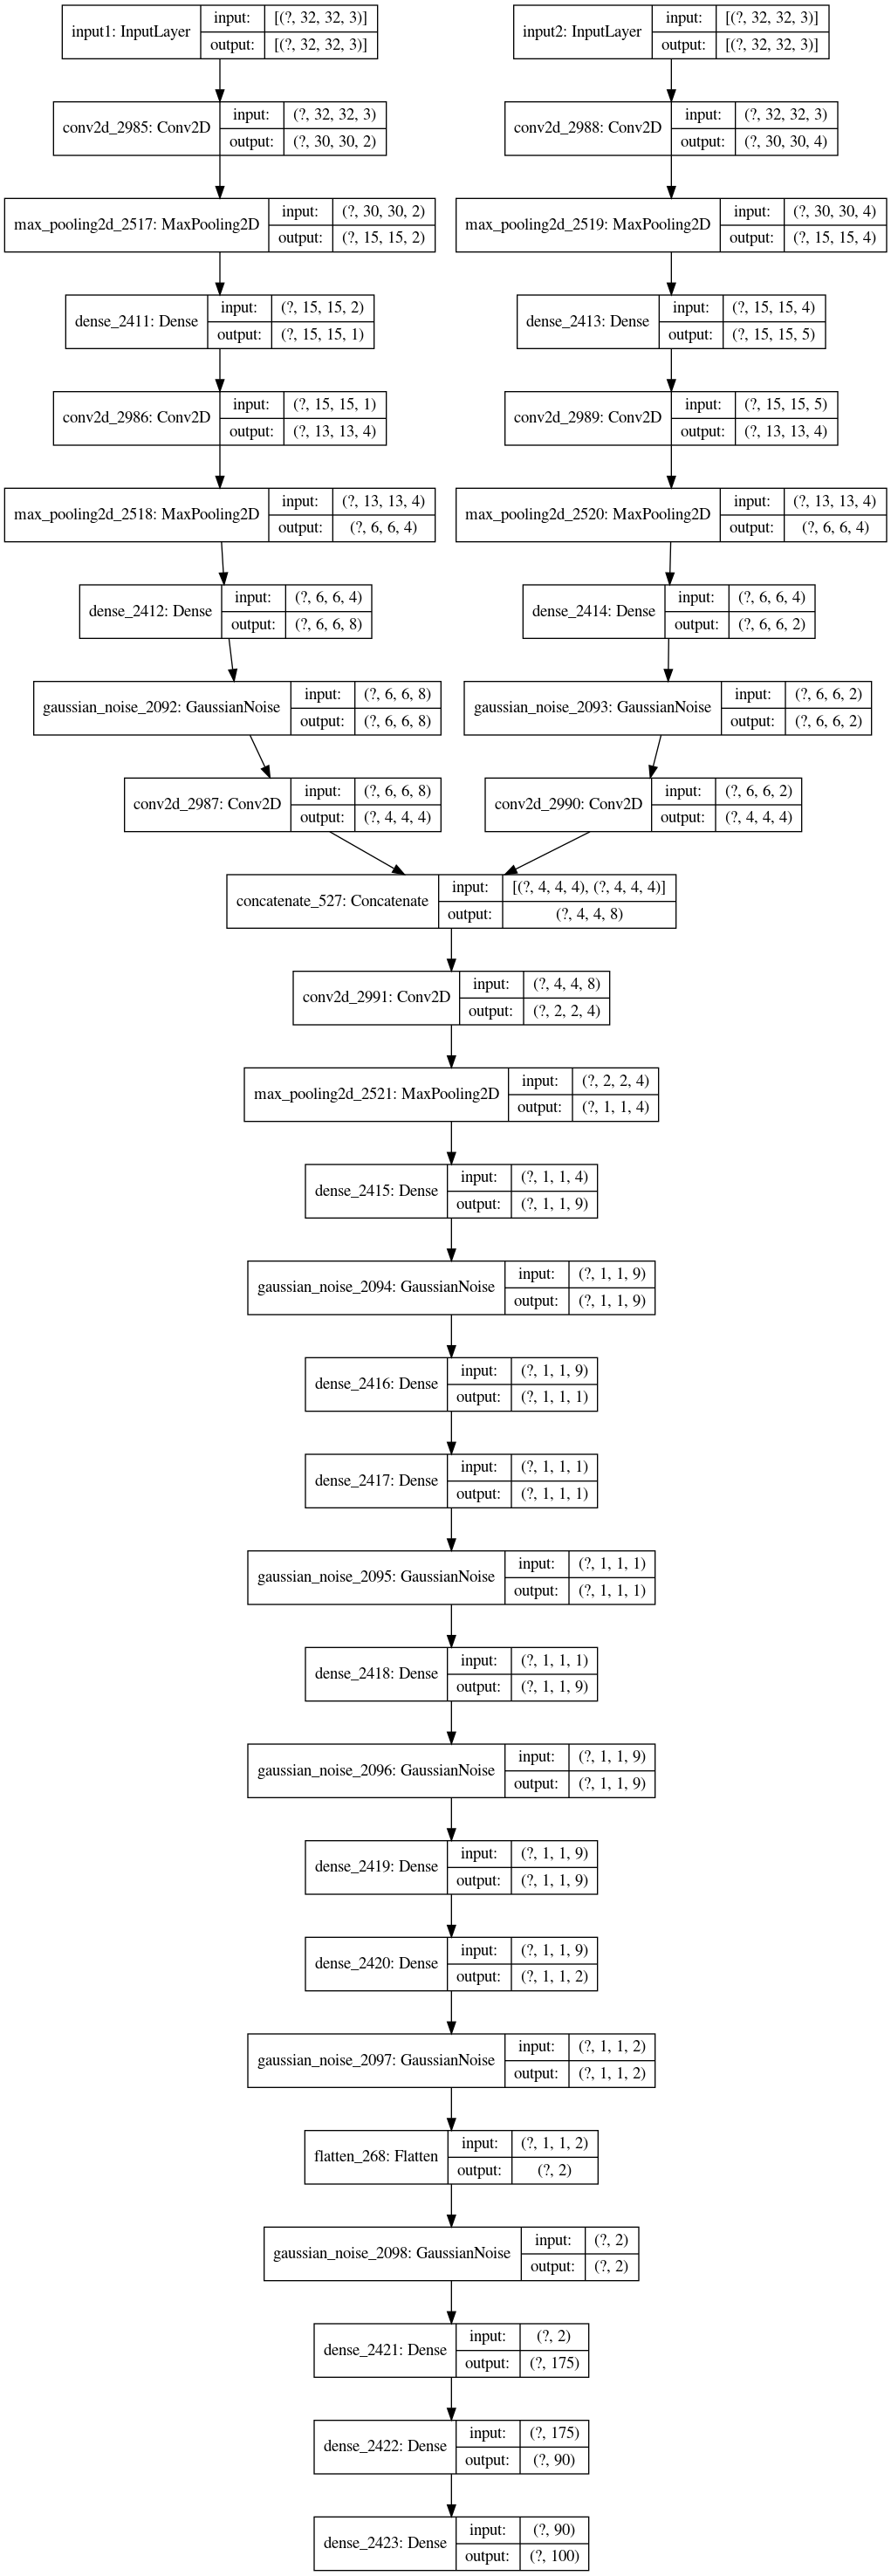 input1: InputLayer
input: [(?, 32, 32, 3)]
output: [(?, 32, 32, 3)]
input2: InputLayer
input: [(?, 32, 32, 3)]
output: [(?, 32, 32, 3)]
conv2d_2985: Conv2D
input: (?, 32, 32, 3)
output: (?, 30, 30, 2)
conv2d_2988: Conv2D
input: (?, 32, 32, 3)
output: (?, 30, 30, 4)
max_pooling2d_2517: MaxPooling2D
input: (?, 30, 30, 2)
output: (?, 15, 15, 2)
max_pooling2d_2519: MaxPooling2D
input: (?, 30, 30, 4)
output: (?, 15, 15, 4)
dense_2411: Dense
input: (?, 15, 15, 2)
output: (?, 15, 15, 1)
dense_2413: Dense
input: (?, 15, 15, 4)
output: (?, 15, 15, 5)
conv2d_2986: Conv2D
input: (?, 15, 15, 1)
output: (?, 13, 13, 4)
conv2d_2989: Conv2D
input: (?, 15, 15, 5)
output: (?, 13, 13, 4)
max_pooling2d_2518: MaxPooling2D
input: (?, 13, 13, 4)
output: (?, 6, 6, 4)
max_pooling2d_2520: MaxPooling2D
input: (?, 13, 13, 4)
output: (?, 6, 6, 4)
dense_2412: Dense
input: (?, 6, 6, 4)
output: (?, 6, 6, 8)
dense_2414: Dense
input: (?, 6, 6, 4)
output: (?, 6, 6, 2)
gaussian_noise_2092: GaussianNoise
input: (?, 6, 6, 8)
output: (?, 6, 6, 8)
gaussian_noise_2093: GaussianNoise
input: (?, 6, 6, 2)
output: (?, 6, 6, 2)
conv2d_2987: Conv2D
input: (?, 6, 6, 8)
output: (?, 4, 4, 4)
conv2d_2990: Conv2D
input: (?, 6, 6, 2)
output: (?, 4, 4, 4)
concatenate_527: Concatenate
input: [(?, 4, 4, 4), (?, 4, 4, 4)]
output: (?, 4, 4, 8)
conv2d_2991: Conv2D
input: (?, 4, 4, 8)
output: (?, 2, 2, 4)
max_pooling2d_2521: MaxPooling2D
input: (?, 2, 2, 4)
output: (?, 1, 1, 4)
dense_2415: Dense
input: (?, 1, 1, 4)
output: (?, 1, 1, 9)
gaussian_noise_2094: GaussianNoise
input: (?, 1, 1, 9)
output: (?, 1, 1, 9)
dense_2416: Dense
input: (?, 1, 1, 9)
output: (?, 1, 1, 1)
dense_2417: Dense
input: (?, 1, 1, 1)
output: (?, 1, 1, 1)
gaussian_noise_2095: GaussianNoise
input: (?, 1, 1, 1)
output: (?, 1, 1, 1)
dense_2418: Dense
input: (?, 1, 1, 1)
output: (?, 1, 1, 9)
gaussian_noise_2096: GaussianNoise
input: (?, 1, 1, 9)
output: (?, 1, 1, 9)
dense_2419: Dense
input: (?, 1, 1, 9)
output: (?, 1, 1, 9)
dense_2420: Dense
input: (?, 1, 1, 9)
output: (?, 1, 1, 2)
gaussian_noise_2097: GaussianNoise
input: (?, 1, 1, 2)
output: (?, 1, 1, 2)
flatten_268: Flatten
input: (?, 1, 1, 2)
output: (?, 2)
gaussian_noise_2098: GaussianNoise
input: (?, 2)
output: (?, 2)
dense_2421: Dense
input: (?, 2)
output: (?, 175)
dense_2422: Dense
input: (?, 175)
output: (?, 90)
dense_2423: Dense
input: (?, 90)
output: (?, 100)